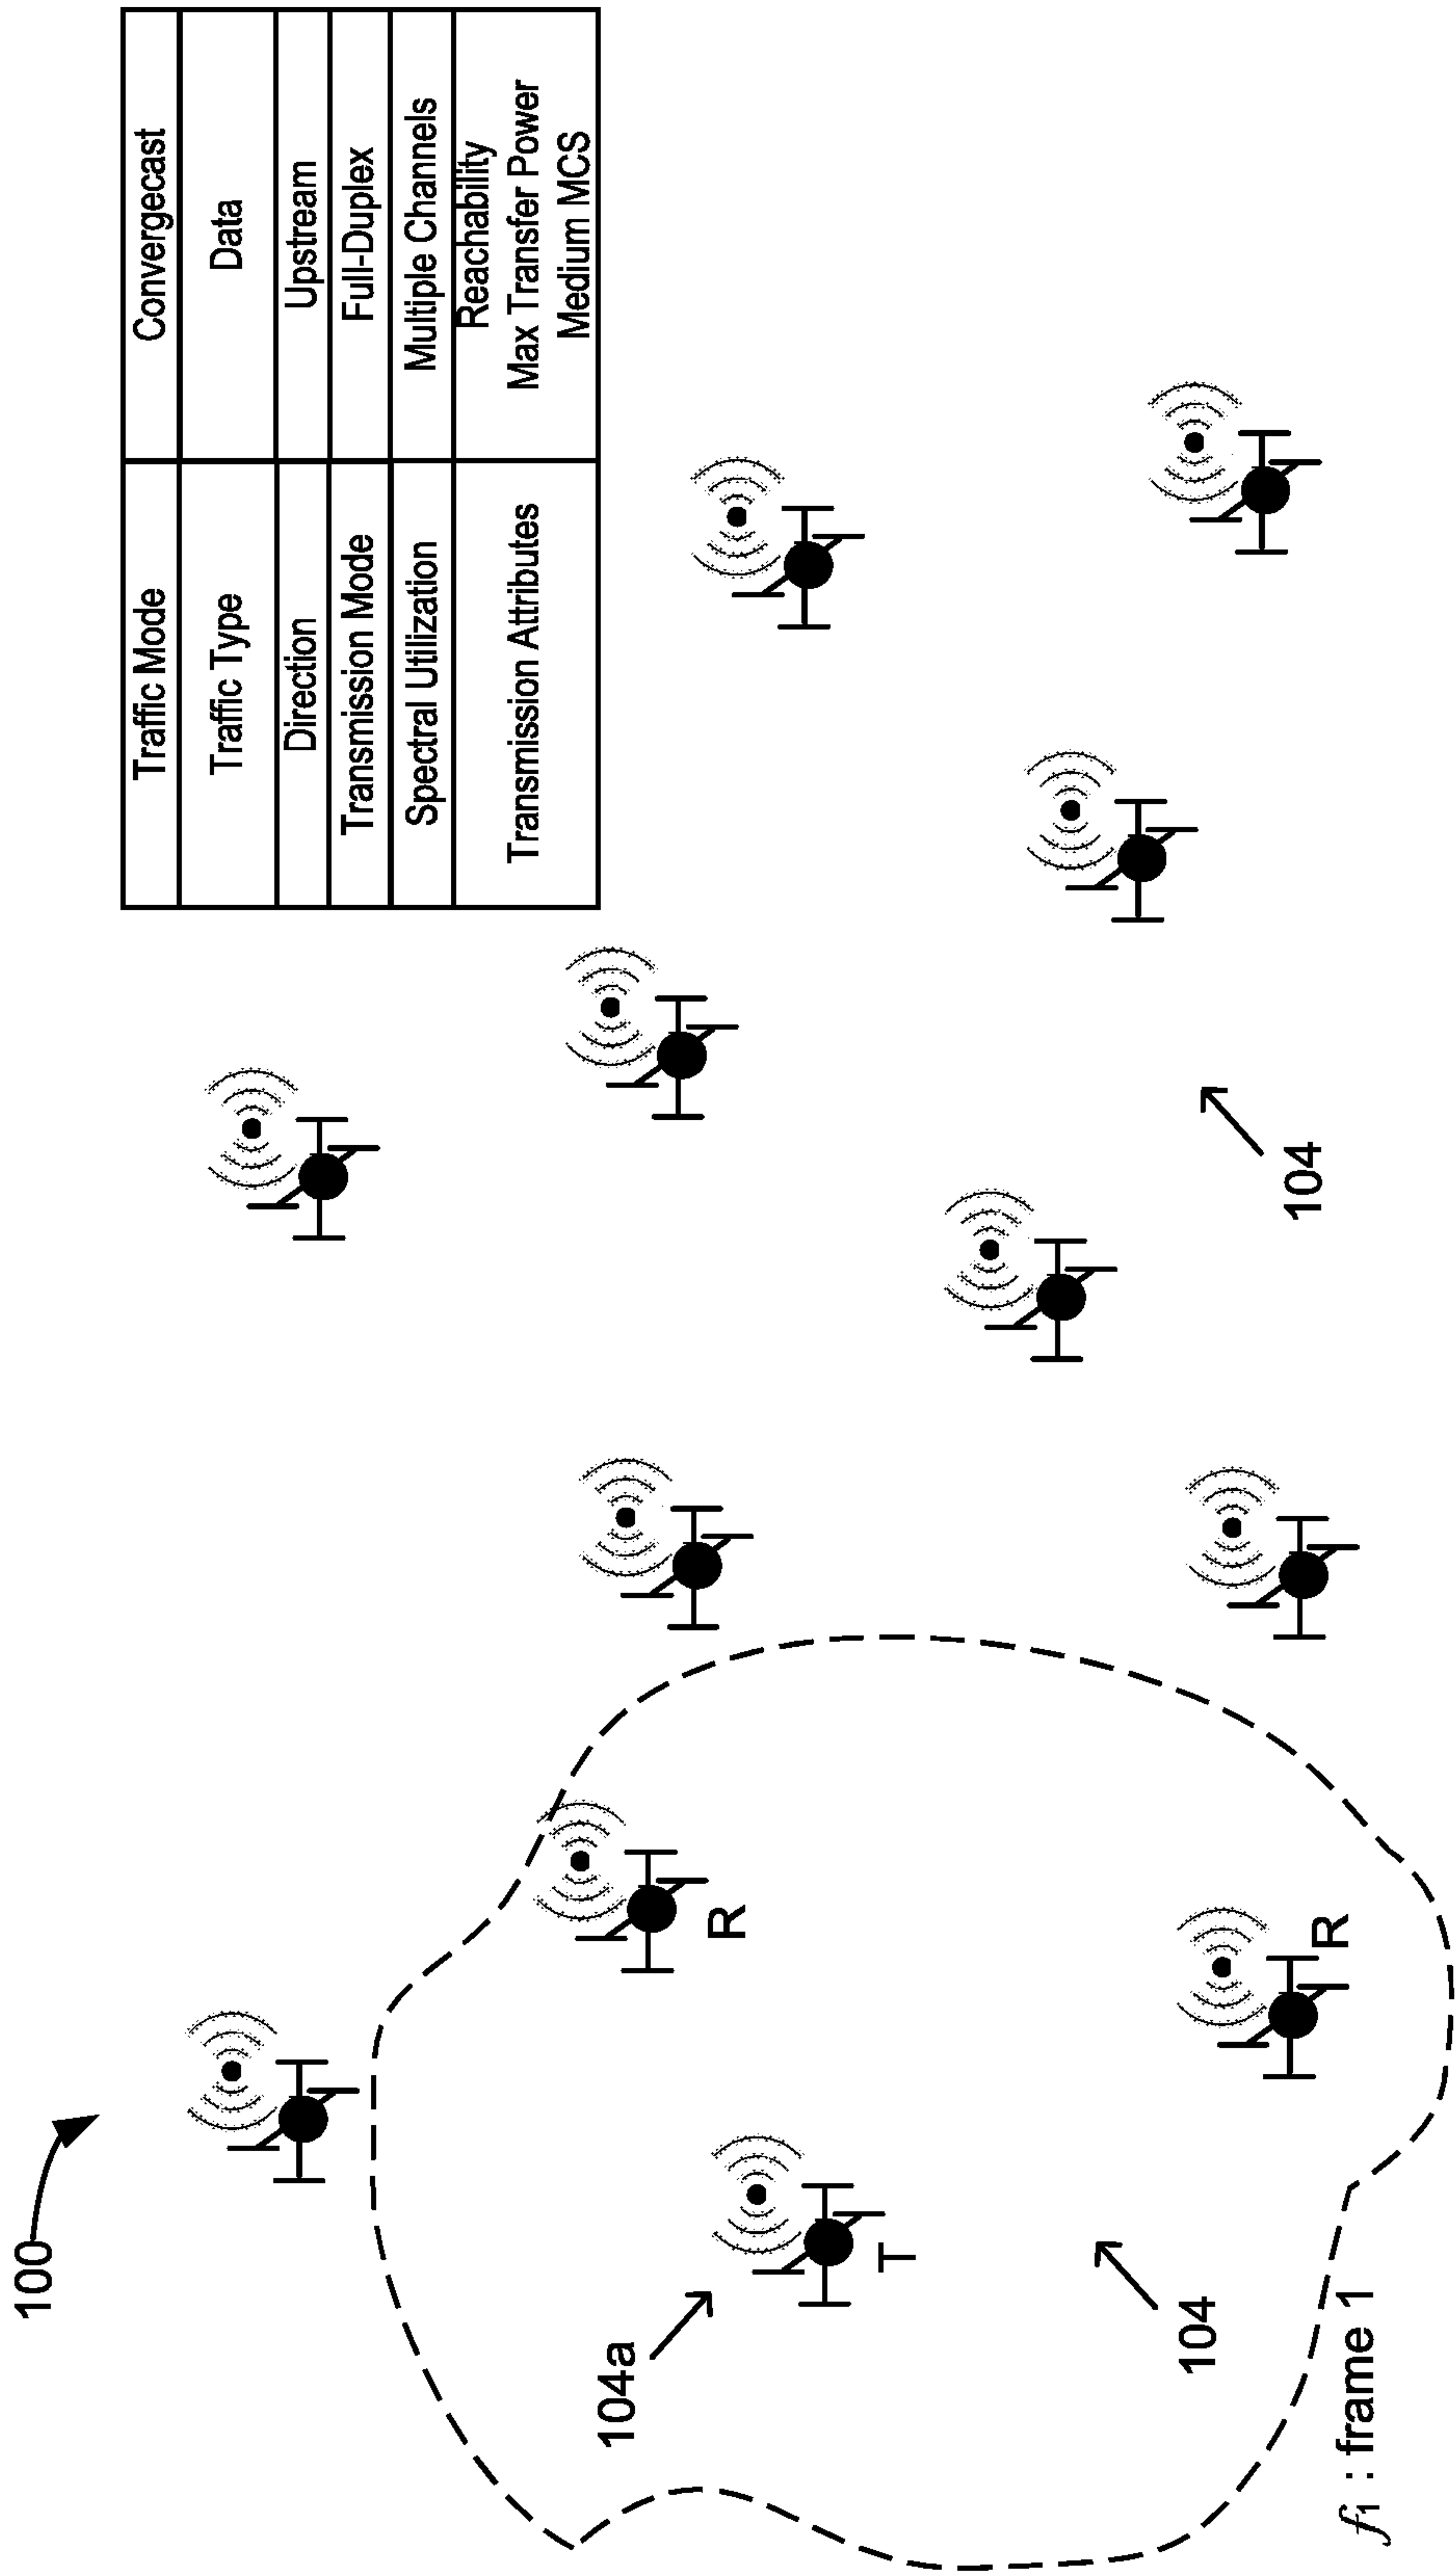 100
Traffic Mode Convergecast
Traffic Type Data
Direction Upstream
Transmission Mode Full-Duplex
Spectral Utilization Multiple Channels
Transmission Attributes Reachability
Max Transfer Power
Medium MCS
104a
T
R
R
104
104
f1 : frame 1